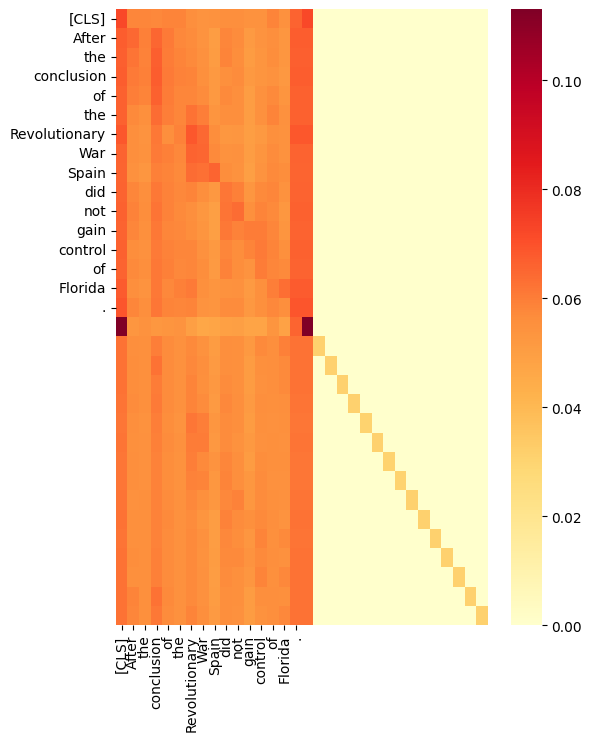 [CLS]
After
the
conclusion
of
the
Revolutionary
War
Spain
did
not
gain
control
of
Florida
.
0.10
0.08
0.06
0.04
0.02
0.00
[CLS]
After
the
conclusion
of
the
Revolutionary
War
Spain
did
not
gain
control
of
Florida
.